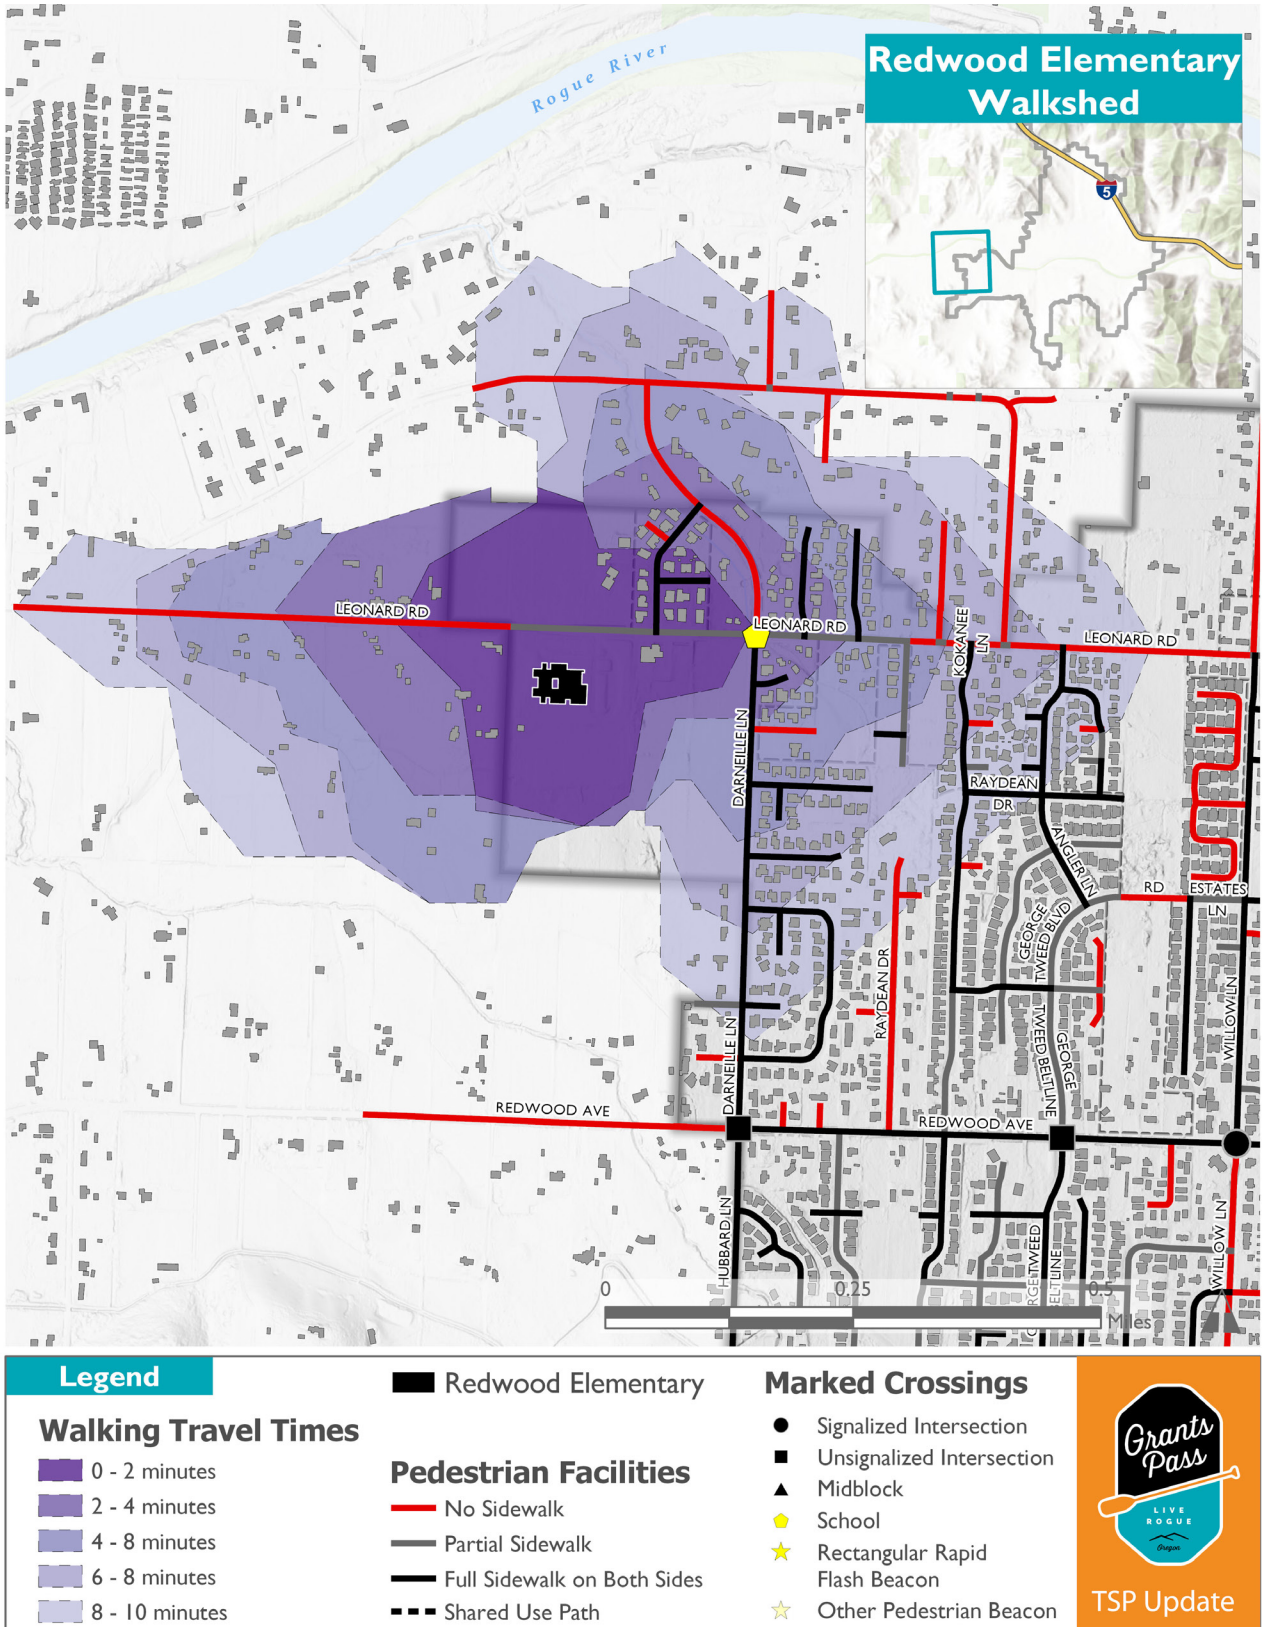 Rogue River
Redwood Elementary
Walkshed
5
LEONARD RD
LEONARD RD
LEONARD RD
KOKANEE
LN
DARNEILLE LN
RAYDEAN
DR
ANGLER LN
RD
ESTATES
LN
GEORGE
TWEED BLVD
RAYDEAN DR
WILLOW LN
DARNEILLE LN
TWEED BELTLINE
GEORGE
REDWOOD AVE
REDWOOD AVE
HUBBARD LN
WILLOW LN
0
0.25
0.5
Miles
Legend
Walking Travel Times
0 - 2 minutes
2 - 4 minutes
4 - 8 minutes
6 - 8 minutes
8 - 10 minutes
Redwood Elementary
Pedestrian Facilities
No Sidewalk
Partial Sidewalk
Full Sidewalk on Both Sides
Shared Use Path
Marked Crossings
Signalized Intersection
Unsignalized Intersection
Midblock
School
Rectangular Rapid
Flash Beacon
Other Pedestrian Beacon
Grants
Pass
LIVE
ROGUE
Oregon
TSP Update